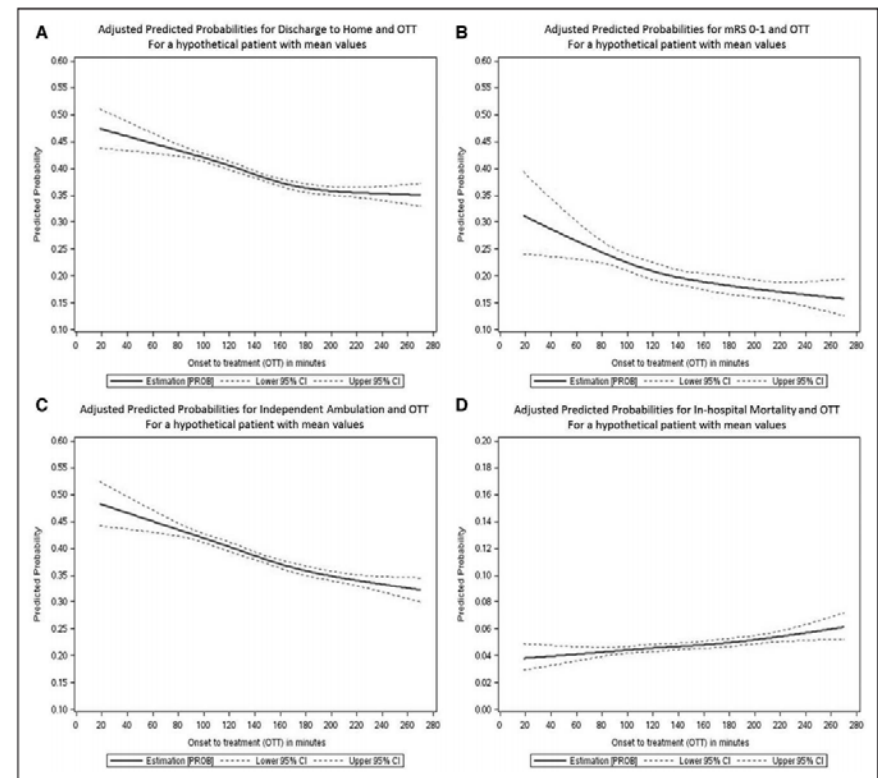 A
Adjusted Predicted Probabilities for Discharge to Home and OTT
For a hypothetical patient with mean values
Predicted Probability
0.60
0.55
0.50
0.45
0.40
0.35
0.30
0.25
0.20
0.15
0.10
0 20 40 60 80 100 120 140 160 180 200 220 240 260 280
Onset to treatment (OTT) in minutes
Estimation [PROB] Lower 95% CI Upper 95% CI
B
Adjusted Predicted Probabilities for mRS 0-1 and OTT
For a hypothetical patient with mean values
Predicted Probability
0.60
0.55
0.50
0.45
0.40
0.35
0.30
0.25
0.20
0.15
0.10
0 20 40 60 80 100 120 140 160 180 200 220 240 260 280
Onset to treatment (OTT) in minutes
Estimation [PROB] Lower 95% CI Upper 95% CI
C
Adjusted Predicted Probabilities for Independent Ambulation and OTT
For a hypothetical patient with mean values
Predicted Probability
0.60
0.55
0.50
0.45
0.40
0.35
0.30
0.25
0.20
0.15
0.10
0 20 40 60 80 100 120 140 160 180 200 220 240 260 280
Onset to treatment (OTT) in minutes
Estimation [PROB] Lower 95% CI Upper 95% CI
D
Adjusted Predicted Probabilities for In-hospital Mortality and OTT
For a hypothetical patient with mean values
Predicted Probability
0.20
0.18
0.16
0.14
0.12
0.10
0.08
0.06
0.04
0.02
0.00
0 20 40 60 80 100 120 140 160 180 200 220 240 260 280
Onset to treatment (OTT) in minutes
Estimation [PROB] Lower 95% CI Upper 95% CI